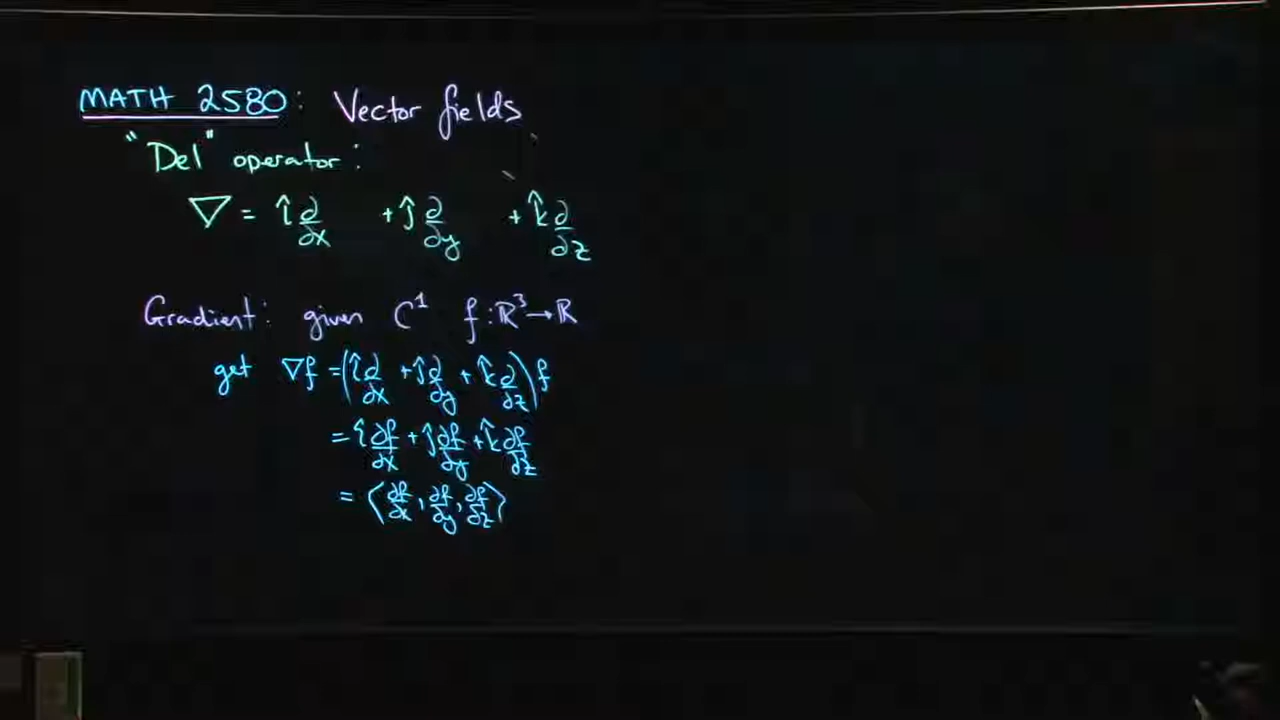 MATH 2580: Vector fields
"Del" operator:
∇ = î ∂/∂x + ĵ ∂/∂y + k̂ ∂/∂z
Gradient: given C¹ f: ℝ³→ℝ
get ∇f = (î ∂/∂x + ĵ ∂/∂y + k̂ ∂/∂z) f
= î ∂f/∂x + ĵ ∂f/∂y + k̂ ∂f/∂z
= ⟨∂f/∂x, ∂f/∂y, ∂f/∂z⟩